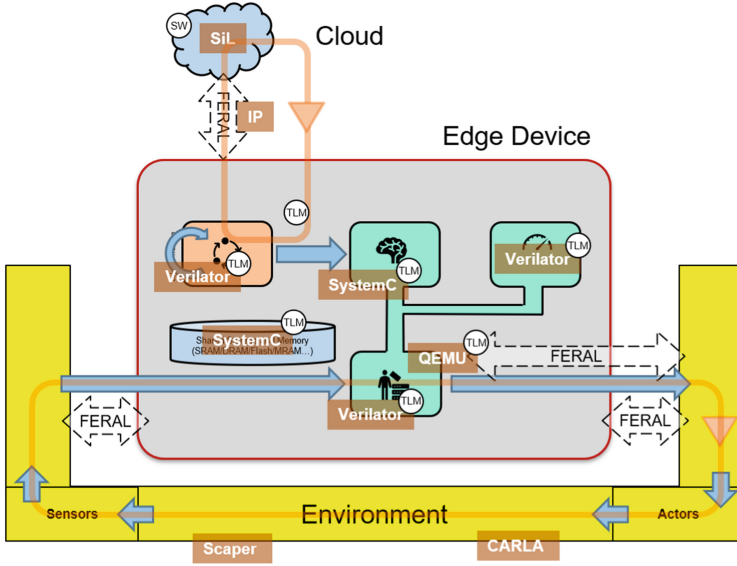 SW
SiL
Cloud
FERAL
IP
Edge Device
TLM
Verilator
TLM
SystemC
TLM
Verilator
TLM
TLM
SystemC
Memory
(SRAM/DRAM/Flash/MRAM...)
QEMU
TLM
FERAL
Verilator
TLM
FERAL
FERAL
Sensors
Environment
Actors
Scaper
CARLA